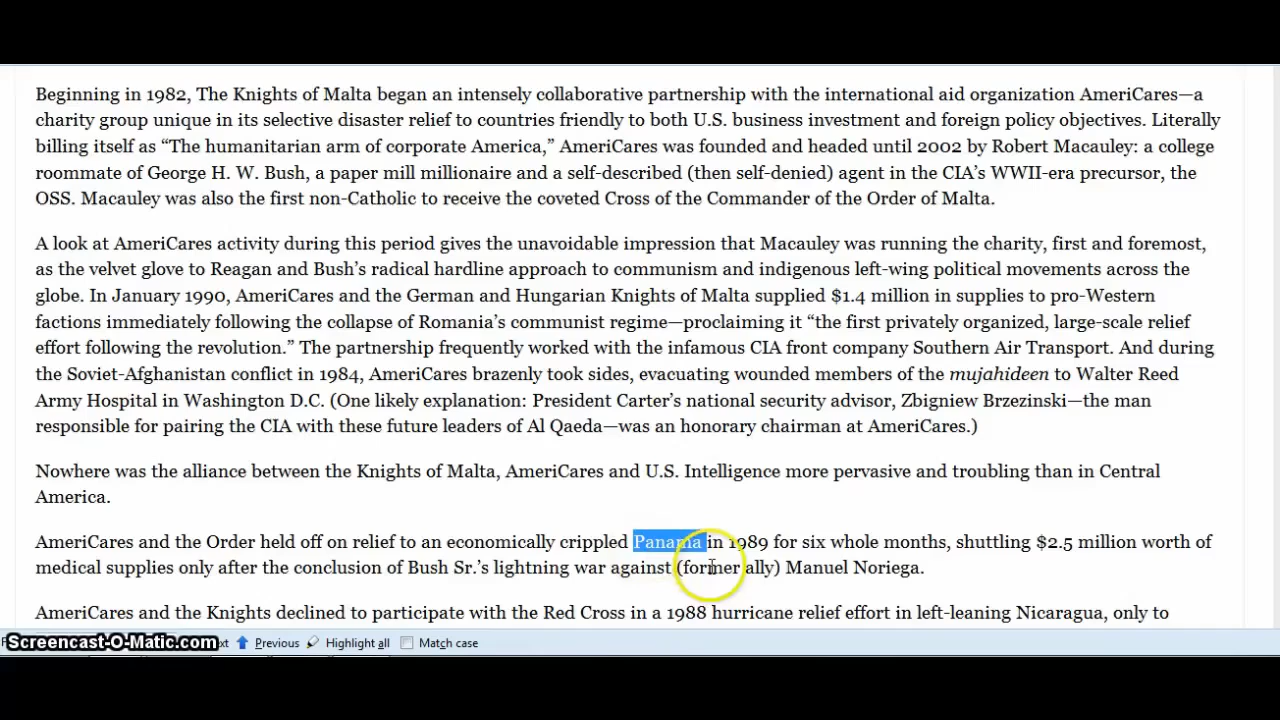 Beginning in 1982, The Knights of Malta began an intensely collaborative partnership with the international aid organization AmeriCares—a
charity group unique in its selective disaster relief to countries friendly to both U.S. business investment and foreign policy objectives. Literally
billing itself as “The humanitarian arm of corporate America,” AmeriCares was founded and headed until 2002 by Robert Macauley: a college
roommate of George H. W. Bush, a paper mill millionaire and a self-described (then self-denied) agent in the CIA’s WWII-era precursor, the
OSS. Macauley was also the first non-Catholic to receive the coveted Cross of the Commander of the Order of Malta.
A look at AmeriCares activity during this period gives the unavoidable impression that Macauley was running the charity, first and foremost,
as the velvet glove to Reagan and Bush’s radical hardline approach to communism and indigenous left-wing political movements across the
globe. In January 1990, AmeriCares and the German and Hungarian Knights of Malta supplied $1.4 million in supplies to pro-Western
factions immediately following the collapse of Romania’s communist regime—proclaiming it “the first privately organized, large-scale relief
effort following the revolution.” The partnership frequently worked with the infamous CIA front company Southern Air Transport. And during
the Soviet-Afghanistan conflict in 1984, AmeriCares brazenly took sides, evacuating wounded members of the mujahideen to Walter Reed
Army Hospital in Washington D.C. (One likely explanation: President Carter’s national security advisor, Zbigniew Brzezinski—the man
responsible for pairing the CIA with these future leaders of Al Qaeda—was an honorary chairman at AmeriCares.)
Nowhere was the alliance between the Knights of Malta, AmeriCares and U.S. Intelligence more pervasive and troubling than in Central
America.
AmeriCares and the Order held off on relief to an economically crippled Panama in 1989 for six whole months, shuttling $2.5 million worth of
medical supplies only after the conclusion of Bush Sr.’s lightning war against (former ally) Manuel Noriega.
AmeriCares and the Knights declined to participate with the Red Cross in a 1988 hurricane relief effort in left-leaning Nicaragua, only to
Screencast-O-Matic.com Previous Highlight all Match case